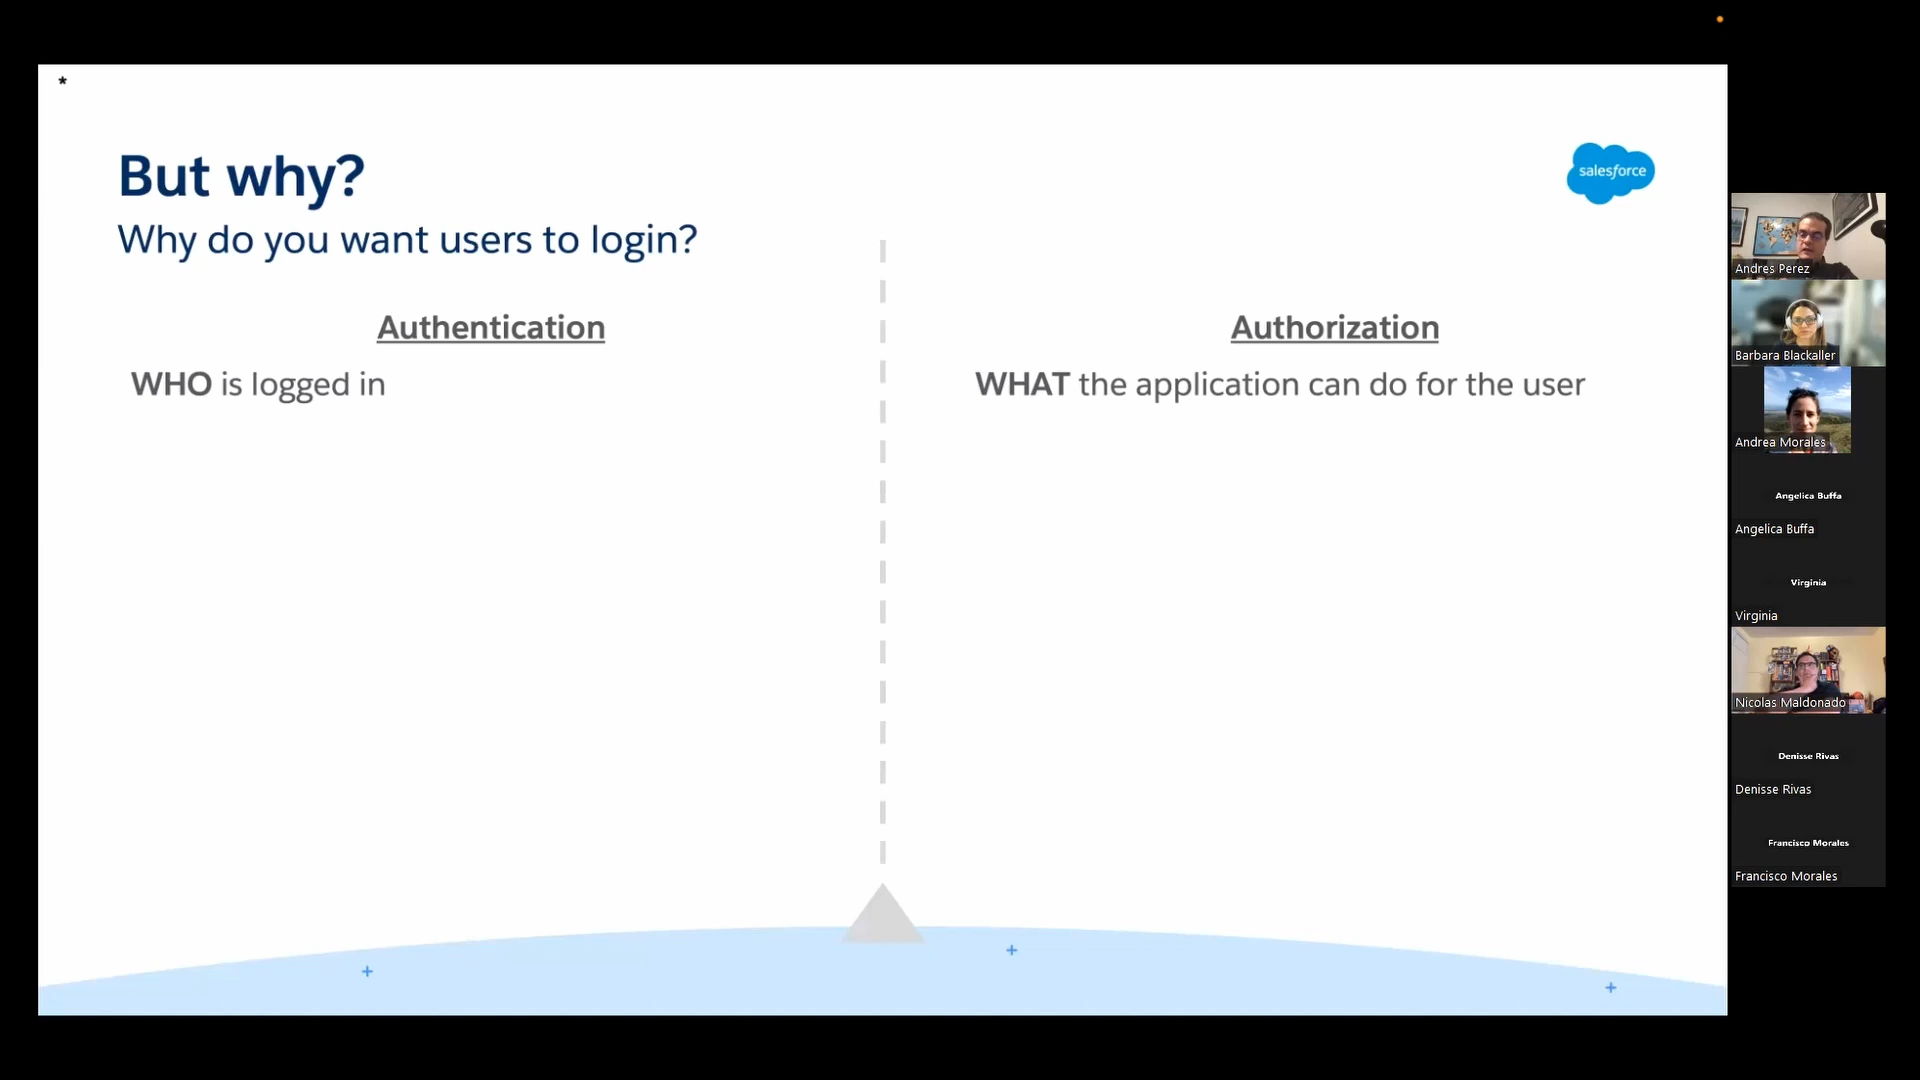 *
But why?
Why do you want users to login?
salesforce
Authentication
WHO is logged in
Authorization
WHAT the application can do for the user
Andres Perez
Barbara Blackaller
Andrea Morales
Angelica Buffa
Angelica Buffa
Virginia
Virginia
Nicolas Maldonado
Denisse Rivas
Denisse Rivas
Francisco Morales
Francisco Morales